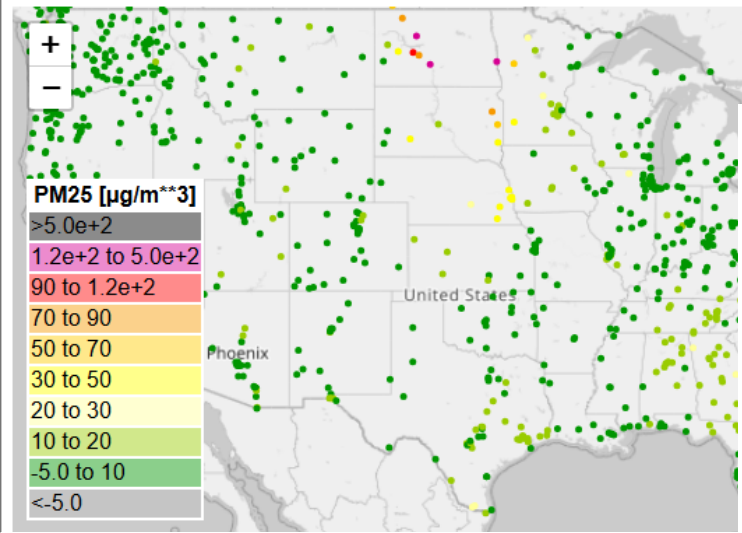 +
−
PM25 [µg/m**3]
>5.0e+2
1.2e+2 to 5.0e+2
90 to 1.2e+2
70 to 90
50 to 70
30 to 50
20 to 30
10 to 20
-5.0 to 10
<-5.0
United States
Phoenix